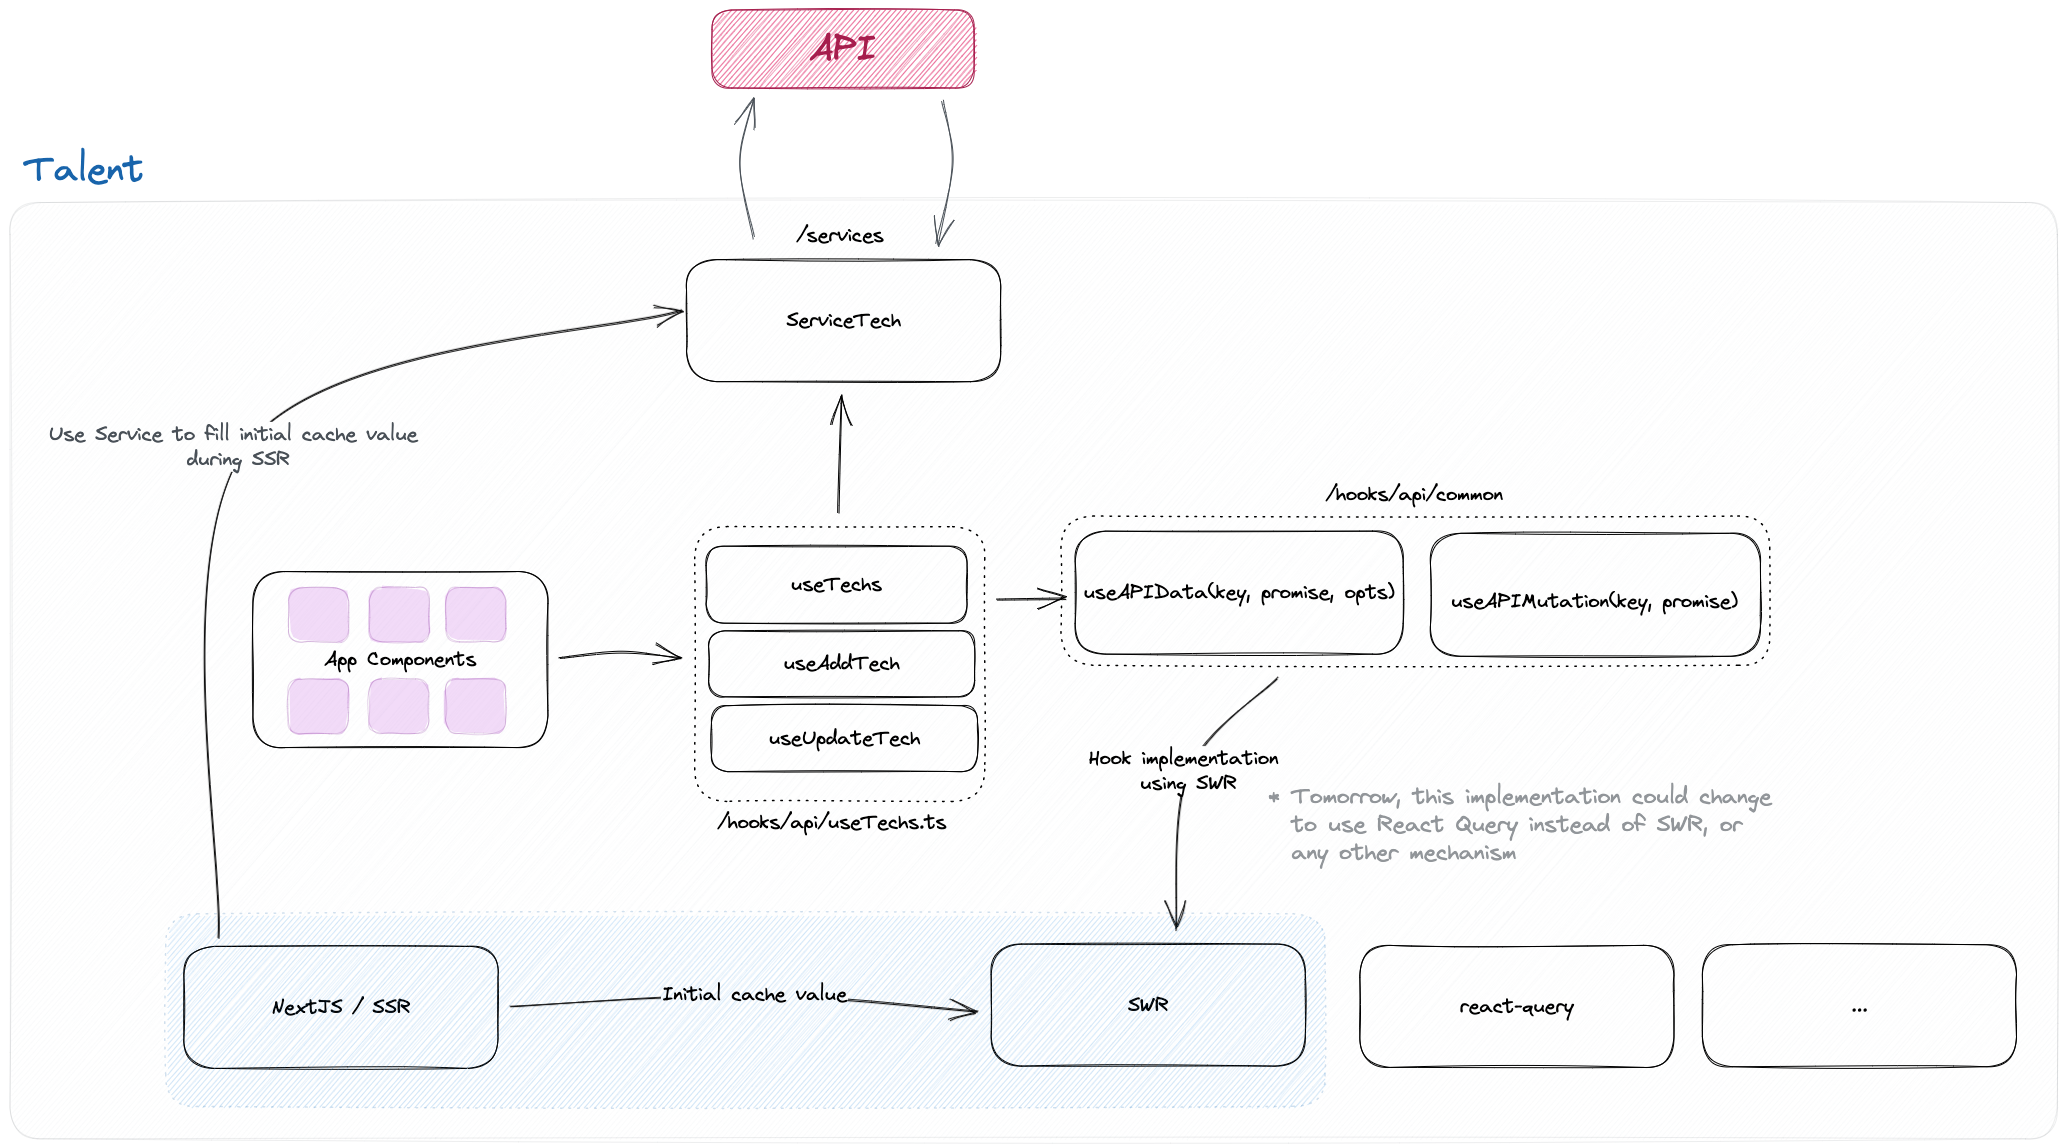 API
Talent
/services
ServiceTech
Use Service to fill initial cache value
during SSR
/hooks/api/common
useTechs
useAPIData(key, promise, opts)
useAPIMutation(key, promise)
App Components
useAddTech
useUpdateTech
/hooks/api/useTechs.ts
Hook implementation
using SWR
* Tomorrow, this implementation could change
to use React Query instead of SWR, or
any other mechanism
NextJS / SSR
Initial cache value
SWR
react-query
...